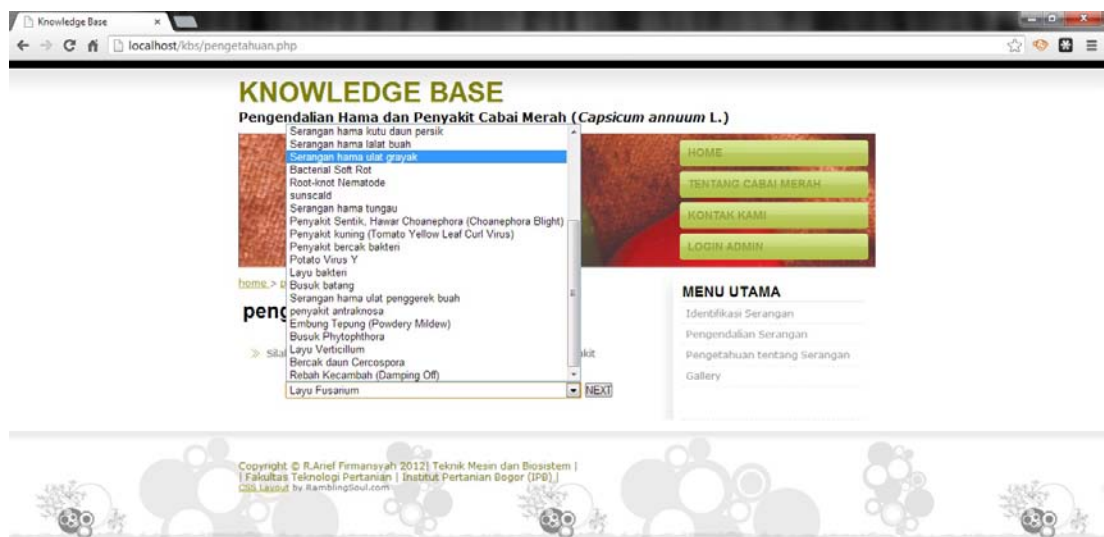 Knowledge Base
localhost/kbs/pengetahuan.php
KNOWLEDGE BASE
Pengendalian Hama dan Penyakit Cabai Merah (Capsicum annuum L.)
Serangan hama kutu daun persik
Serangan hama lalat buah
Serangan hama ulat grayak
Bacterial Soft Rot
Root-knot Nematode
sunscald
Serangan hama tungau
Penyakit Sentik, Hawar Choanephora (Choanephora Blight)
Penyakit kuning (Tomato Yellow Leaf Curl Virus)
Penyakit bercak bakteri
Potato Virus Y
Layu bakteri
Busuk batang
Serangan hama ulat penggerek buah
penyakit antraknosa
Embung Tepung (Powdery Mildew)
Busuk Phytophthora
Layu Verticillum
Bercak daun Cercospora
Rebah Kecambah (Damping Off)
Layu Fusarium
NEXT
HOME
TENTANG CABAI MERAH
KONTAK KAMI
LOGIN ADMIN
home >
peng
MENU UTAMA
Identifikasi Serangan
Pengendalian Serangan
Pengetahuan tentang Serangan
Gallery
Copyright © R.Arief Firmansyah 2012| Teknik Mesin dan Biosistem |
| Fakultas Teknologi Pertanian | Institut Pertanian Bogor (IPB) |
CSS Layout by RamblingSoul.com